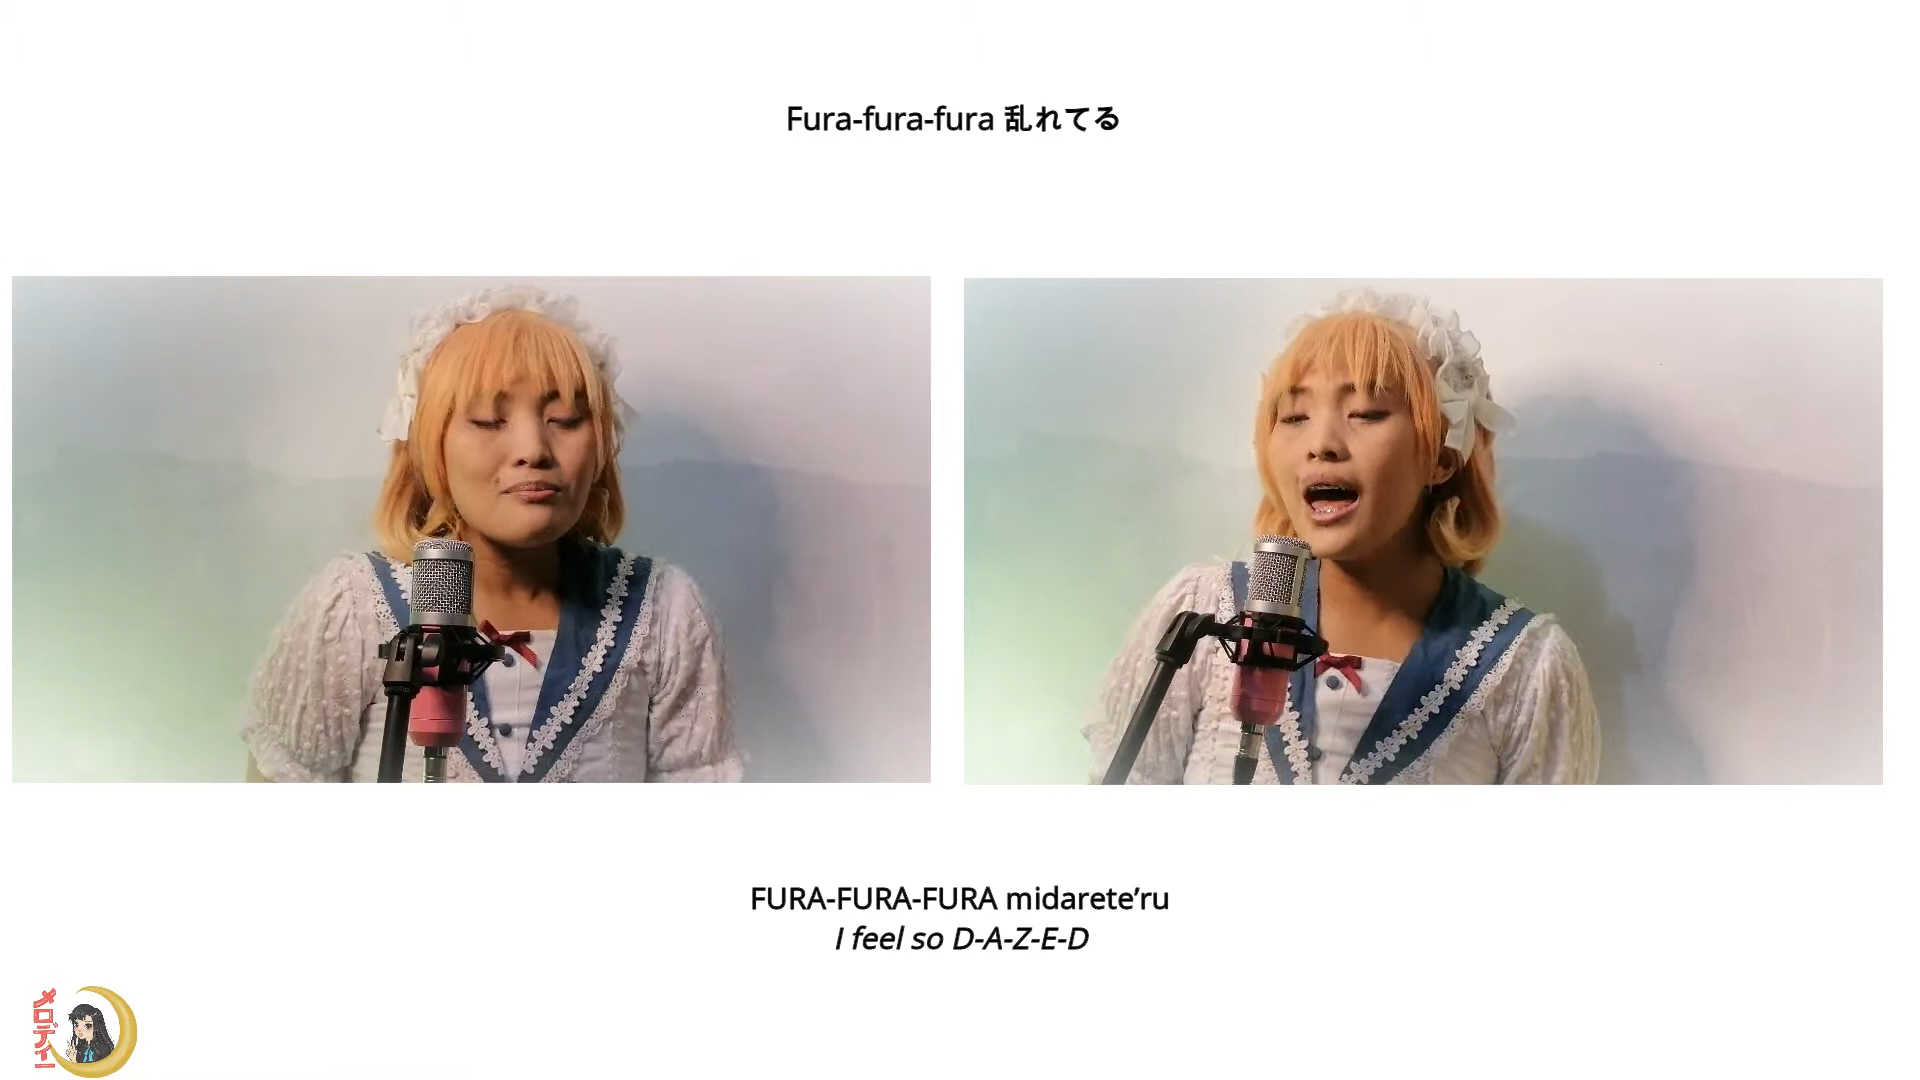 Fura-fura-fura 乱れてる
FURA-FURA-FURA midarete’ru
I feel so D-A-Z-E-D
メロディー